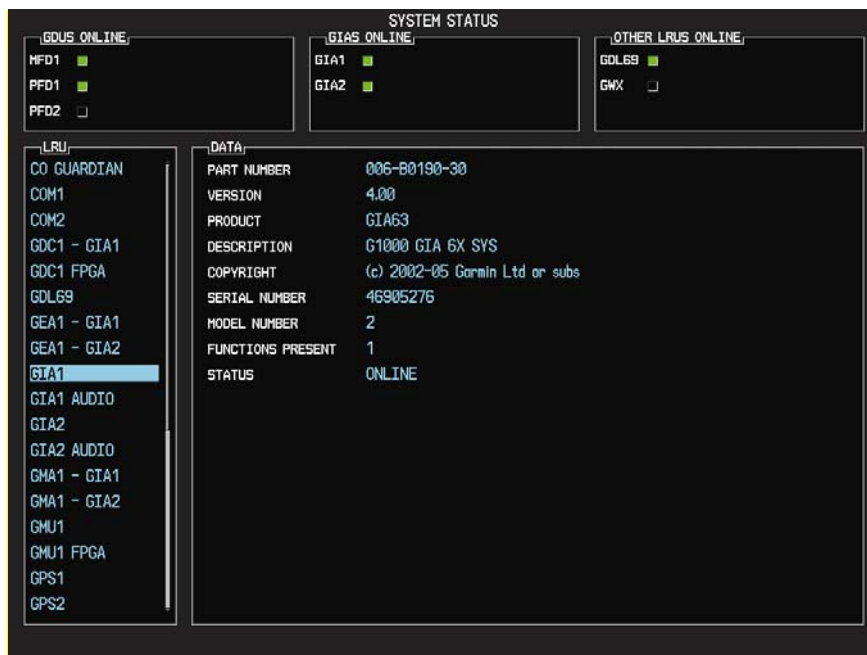 SYSTEM STATUS
GDUS ONLINE
MFD1
PFD1
PFD2
GIAS ONLINE
GIA1
GIA2
OTHER LRUS ONLINE
GDL69
GWX
LRU
CO GUARDIAN
COM1
COM2
GDC1 - GIA1
GDC1 FPGA
GDL69
GEA1 - GIA1
GEA1 - GIA2
GIA1
GIA1 AUDIO
GIA2
GIA2 AUDIO
GMA1 - GIA1
GMA1 - GIA2
GMU1
GMU1 FPGA
GPS1
GPS2
DATA
PART NUMBER 006-B0190-30
VERSION 4.00
PRODUCT GIA63
DESCRIPTION G1000 GIA 6X SYS
COPYRIGHT (c) 2002-05 Garmin Ltd or subs
SERIAL NUMBER 46905276
MODEL NUMBER 2
FUNCTIONS PRESENT 1
STATUS ONLINE